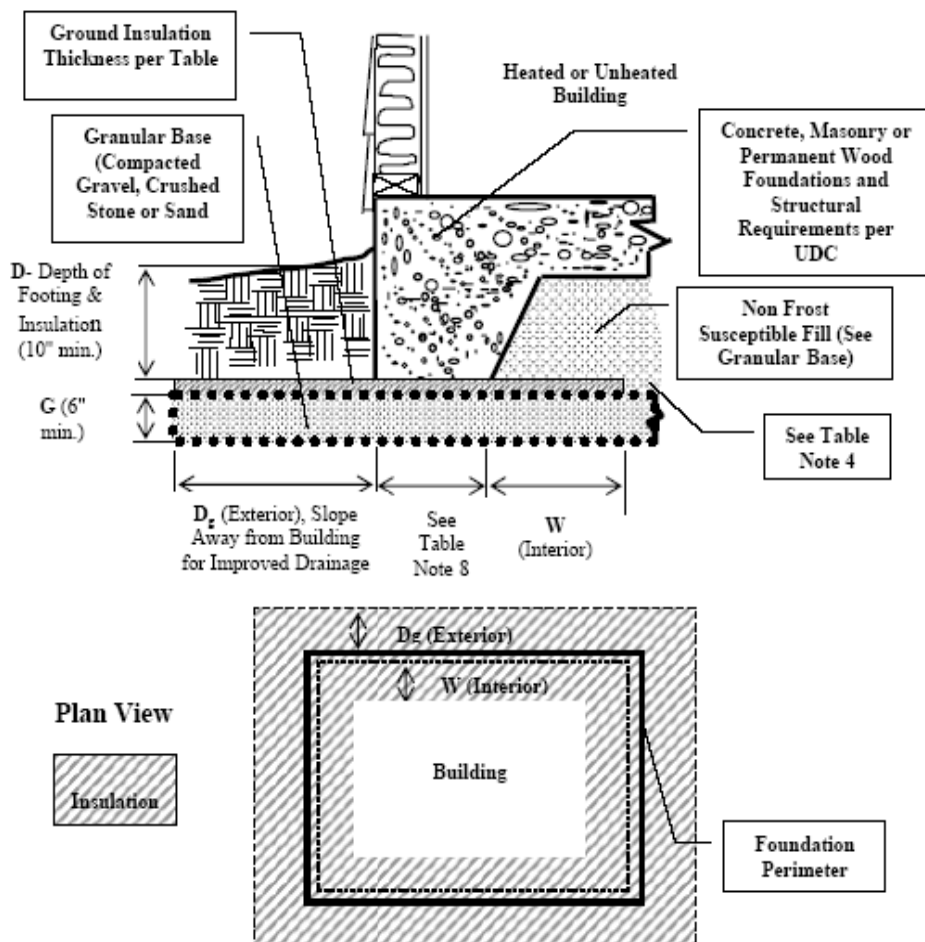 Ground Insulation
Thickness per Table
Granular Base
(Compacted
Gravel, Crushed
Stone or Sand
D- Depth of
Footing &
Insulation
(10" min.)
G (6"
min.)
Heated or Unheated
Building
Concrete, Masonry or
Permanent Wood
Foundations and
Structural
Requirements per
UDC
Non Frost
Susceptible Fill (See
Granular Base)
See Table
Note 4
Dg (Exterior), Slope
Away from Building
for Improved Drainage
See
Table
Note 8
W
(Interior)
Dg (Exterior)
W (Interior)
Plan View
Insulation
Building
Foundation
Perimeter